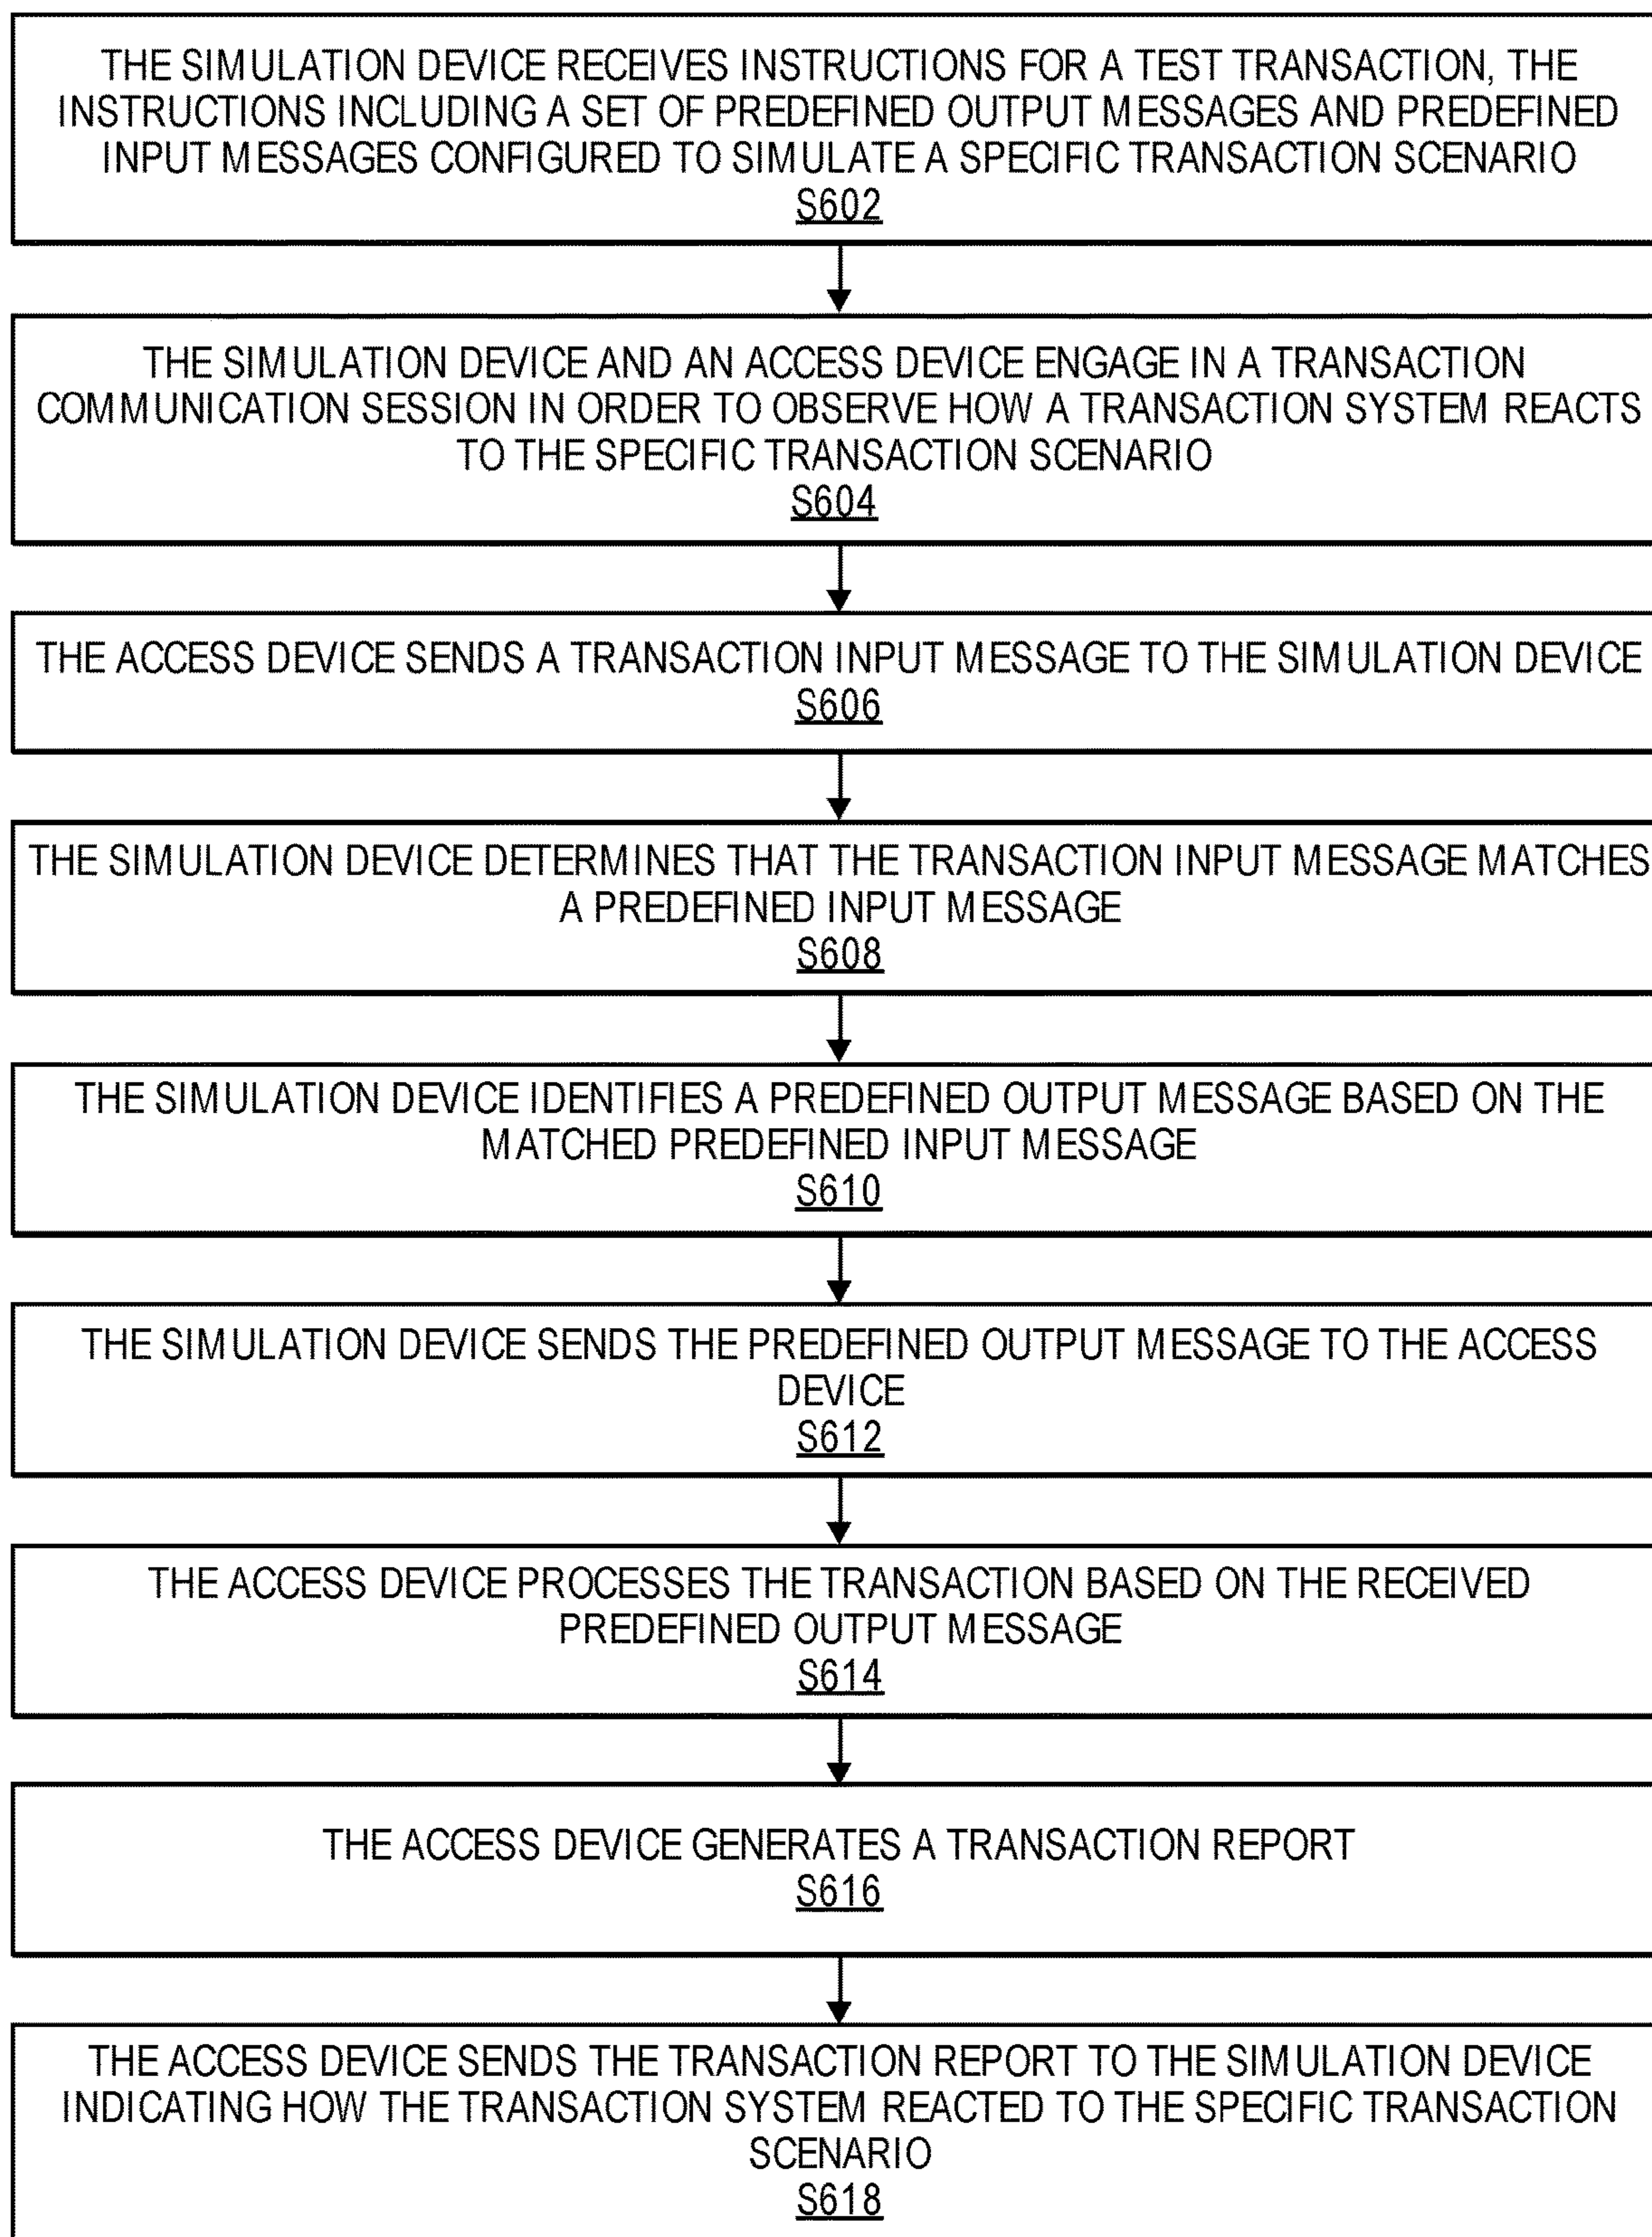 THE SIMULATION DEVICE RECEIVES INSTRUCTIONS FOR A TEST TRANSACTION, THE
INSTRUCTIONS INCLUDING A SET OF PREDEFINED OUTPUT MESSAGES AND PREDEFINED
INPUT MESSAGES CONFIGURED TO SIMULATE A SPECIFIC TRANSACTION SCENARIO
S602
THE SIMULATION DEVICE AND AN ACCESS DEVICE ENGAGE IN A TRANSACTION
COMMUNICATION SESSION IN ORDER TO OBSERVE HOW A TRANSACTION SYSTEM REACTS
TO THE SPECIFIC TRANSACTION SCENARIO
S604
THE ACCESS DEVICE SENDS A TRANSACTION INPUT MESSAGE TO THE SIMULATION DEVICE
S606
THE SIMULATION DEVICE DETERMINES THAT THE TRANSACTION INPUT MESSAGE MATCHES
A PREDEFINED INPUT MESSAGE
S608
THE SIMULATION DEVICE IDENTIFIES A PREDEFINED OUTPUT MESSAGE BASED ON THE
MATCHED PREDEFINED INPUT MESSAGE
S610
THE SIMULATION DEVICE SENDS THE PREDEFINED OUTPUT MESSAGE TO THE ACCESS
DEVICE
S612
THE ACCESS DEVICE PROCESSES THE TRANSACTION BASED ON THE RECEIVED
PREDEFINED OUTPUT MESSAGE
S614
THE ACCESS DEVICE GENERATES A TRANSACTION REPORT
S616
THE ACCESS DEVICE SENDS THE TRANSACTION REPORT TO THE SIMULATION DEVICE
INDICATING HOW THE TRANSACTION SYSTEM REACTED TO THE SPECIFIC TRANSACTION
SCENARIO
S618